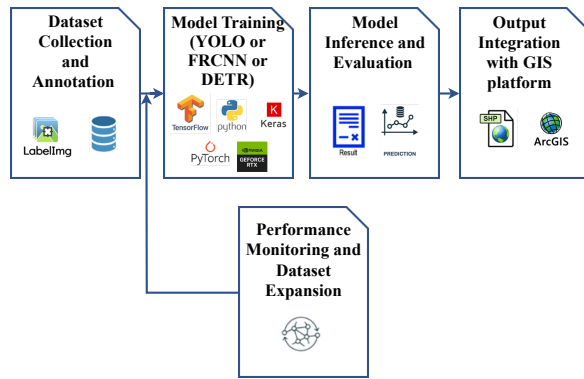 Dataset
Collection
and
Annotation
LabelImg
Model Training
(YOLO or
FRCNN or
DETR)
TensorFlow
python
Keras
K
PyTorch
NVIDIA
GEFORCE
RTX
Model
Inference and
Evaluation
Result
PREDICTION
Output
Integration
with GIS
platform
SHP
ArcGIS
Performance
Monitoring and
Dataset
Expansion